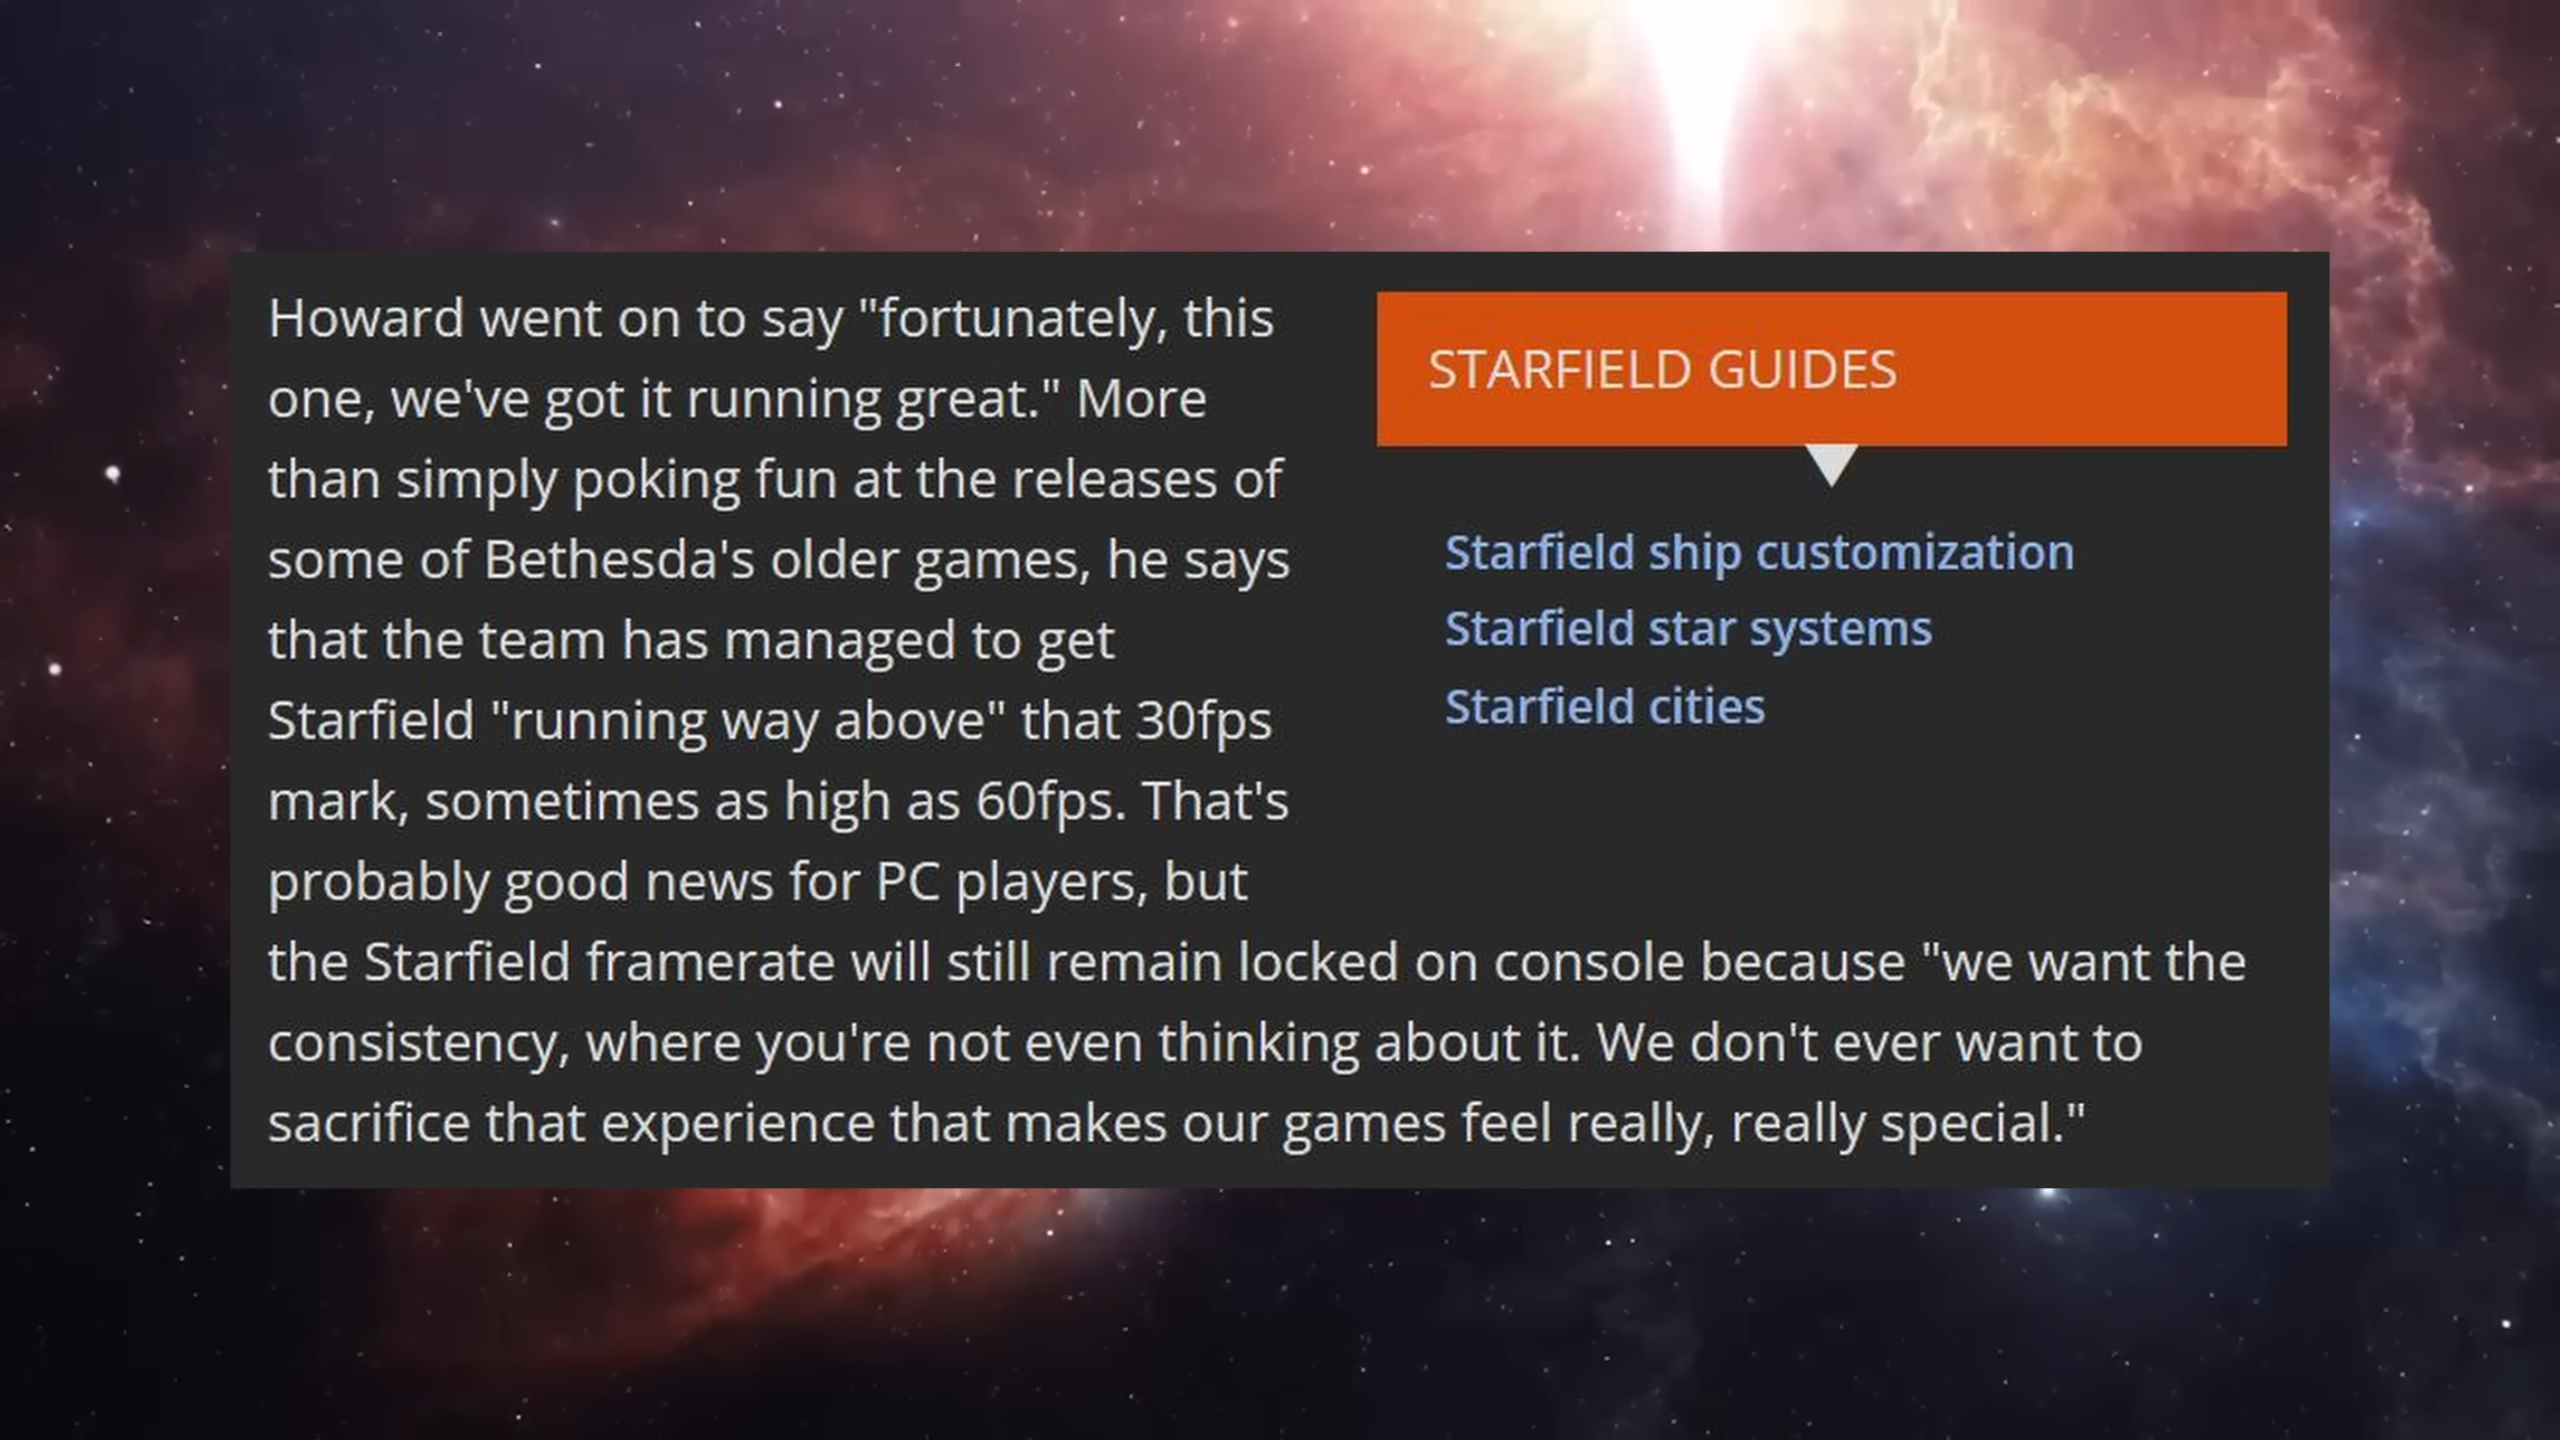 Howard went on to say "fortunately, this
one, we've got it running great." More
than simply poking fun at the releases of
some of Bethesda's older games, he says
that the team has managed to get
Starfield "running way above" that 30fps
mark, sometimes as high as 60fps. That's
probably good news for PC players, but
the Starfield framerate will still remain locked on console because "we want the
consistency, where you're not even thinking about it. We don't ever want to
sacrifice that experience that makes our games feel really, really special."
STARFIELD GUIDES
Starfield ship customization
Starfield star systems
Starfield cities